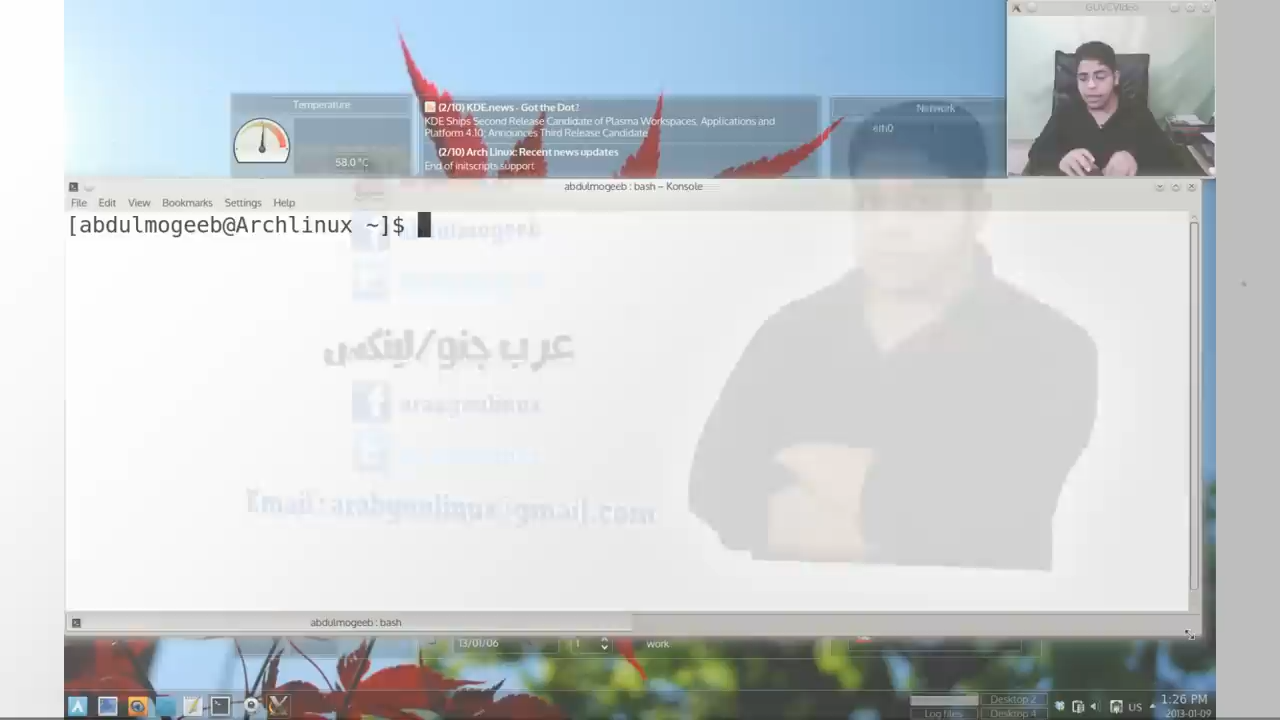 GUVCVideo
Temperature
58.0 °C
(2/10) KDE.news - Got the Dot?
KDE Ships Second Release Candidate of Plasma Workspaces, Applications and
Platform 4.10; Announces Third Release Candidate
(2/10) Arch Linux: Recent news updates
End of initscripts support
Network
eth0
abdulmogeeb : bash – Konsole
File Edit View Bookmarks Settings Help
[abdulmogeeb@Archlinux ~]$
abdulmogeeb
عرب جنو/لينكس
arabgnulinux
Email: arabgnulinux@gmail.com
abdulmogeeb : bash
13/01/06 1 work
Desktop 2
Log files Desktop 4
US
1:26 PM
2013-01-09